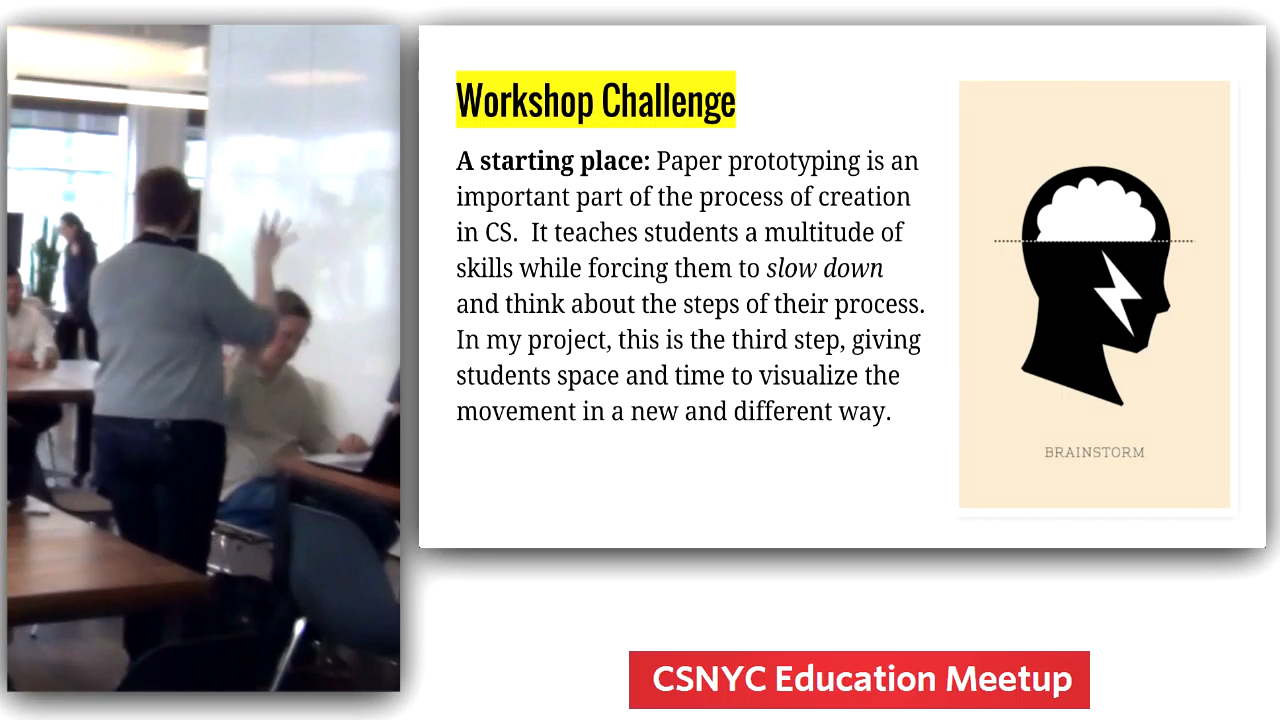 Workshop Challenge
A starting place: Paper prototyping is an
important part of the process of creation
in CS.  It teaches students a multitude of
skills while forcing them to slow down
and think about the steps of their process.
In my project, this is the third step, giving
students space and time to visualize the
movement in a new and different way.
BRAINSTORM
CSNYC Education Meetup